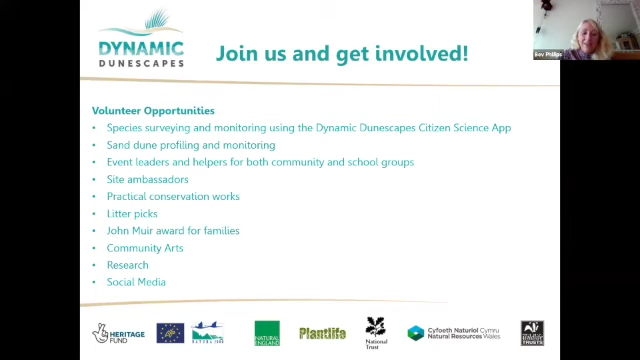 DYNAMIC
DUNESCAPES
Join us and get involved!
Bev Phillips
Volunteer Opportunities
• Species surveying and monitoring using the Dynamic Dunescapes Citizen Science App
• Sand dune profiling and monitoring
• Event leaders and helpers for both community and school groups
• Site ambassadors
• Practical conservation works
• Litter picks
• John Muir award for families
• Community Arts
• Research
• Social Media
HERITAGE
FUND
NATURAL
ENGLAND
Plantlife
National
Trust
Cyfoeth Naturiol Cymru
Natural Resources Wales
WILDLIFE
TRUSTS